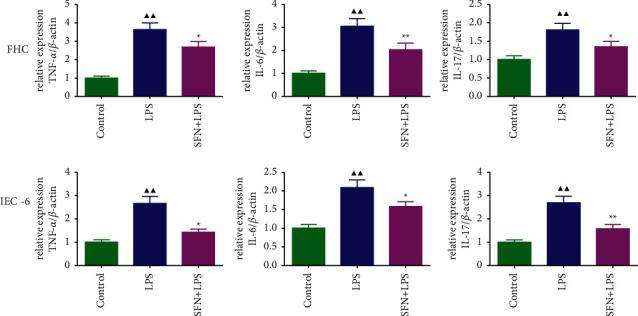 FHC
relative expression
TNF-α/β-actin
5
4
3
2
1
0
▲▲
*
Control
LPS
SFN+LPS
relative expression
IL-6/β-actin
4
3
2
1
0
▲▲
**
Control
LPS
SFN+LPS
relative expression
IL-17/β-actin
2.5
2.0
1.5
1.0
0.5
0.0
▲▲
*
Control
LPS
SFN+LPS
IEC -6
relative expression
TNF-α/β-actin
4
3
2
1
0
▲▲
*
Control
LPS
SFN+LPS
relative expression
IL-6/β-actin
2.5
2.0
1.5
1.0
0.5
0.0
▲▲
*
Control
LPS
SFN+LPS
relative expression
IL-17/β-actin
4
3
2
1
0
▲▲
**
Control
LPS
SFN+LPS